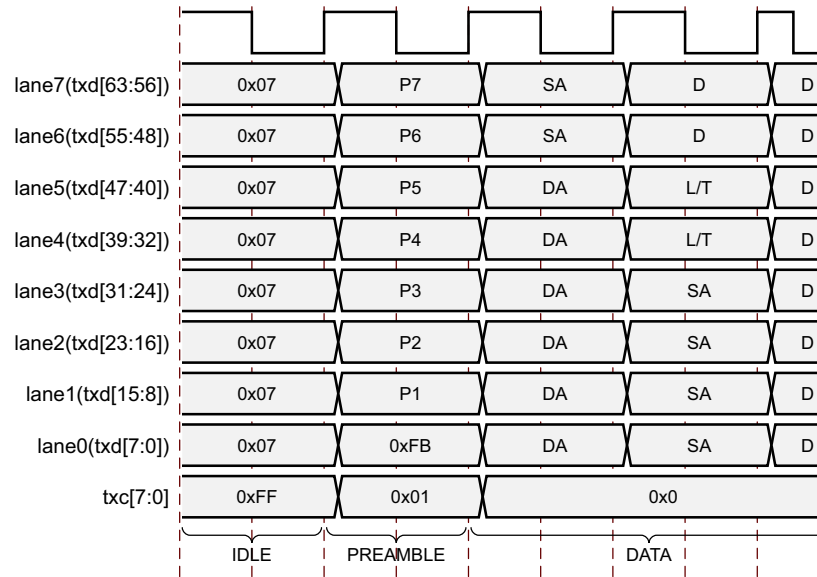 lane7(txd[63:56]) 0x07 P7 SA D D
lane6(txd[55:48]) 0x07 P6 SA D D
lane5(txd[47:40]) 0x07 P5 DA L/T D
lane4(txd[39:32]) 0x07 P4 DA L/T D
lane3(txd[31:24]) 0x07 P3 DA SA D
lane2(txd[23:16]) 0x07 P2 DA SA D
lane1(txd[15:8]) 0x07 P1 DA SA D
lane0(txd[7:0]) 0x07 0xFB DA SA D
txc[7:0] 0xFF 0x01 0x0
IDLE PREAMBLE DATA